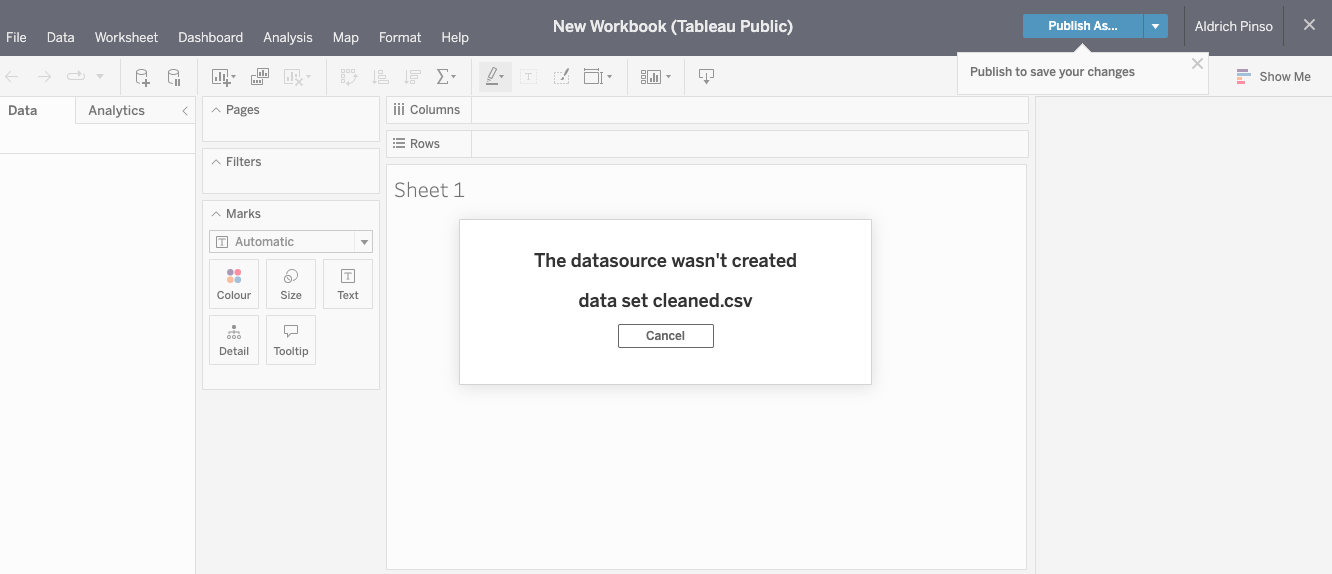 New Workbook (Tableau Public)
Publish As...
Aldrich Pinso
File Data Worksheet Dashboard Analysis Map Format Help
Publish to save your changes
Show Me
Data Analytics
Pages
Columns
Rows
Filters
Sheet 1
Marks
Automatic
Colour Size Text
Detail Tooltip
The datasource wasn't created
data set cleaned.csv
Cancel